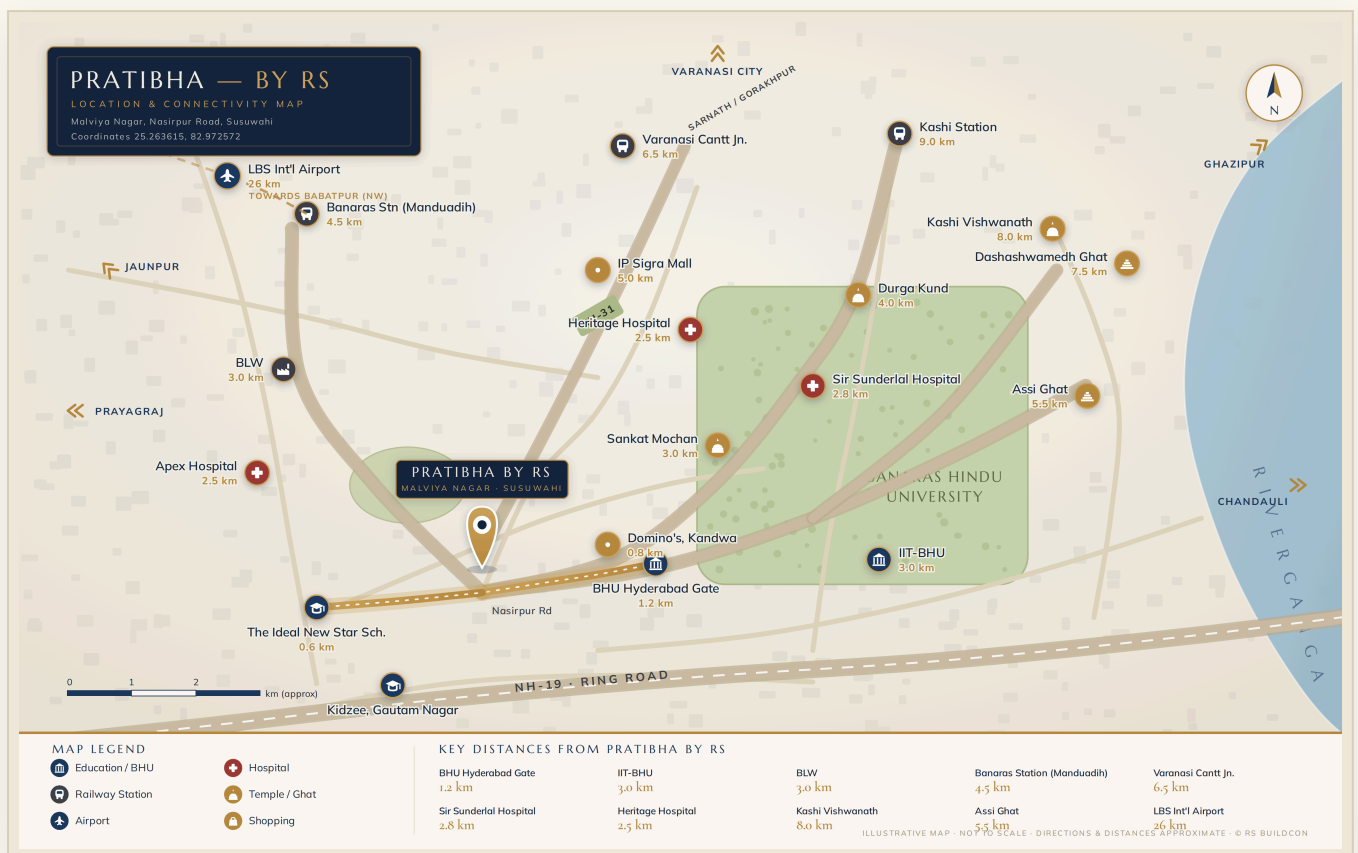 PRATIBHA — BY RS
LOCATION & CONNECTIVITY MAP
Malviya Nagar, Nasirpur Road, Susuwahi
Coordinates 25.263615, 82.972572
VARANASI CITY
SARNATH / GORAKHPUR
N
GHAZIPUR
Varanasi Cantt Jn.
6.5 km
Kashi Station
9.0 km
LBS Int'l Airport
26 km
TOWARDS BABATPUR (NW)
Banaras Stn (Manduadih)
4.5 km
Kashi Vishwanath
8.0 km
Dashashwamedh Ghat
7.5 km
JAUNPUR
IP Sigra Mall
5.0 km
Durga Kund
4.0 km
-31
Heritage Hospital
2.5 km
BLW
3.0 km
Sir Sunderlal Hospital
2.8 km
Assi Ghat
5.5 km
PRAYAGRAJ
Sankat Mochan
3.0 km
Apex Hospital
2.5 km
PRATIBHA BY RS
MALVIYA NAGAR · SUSUWAHI
BANARAS HINDU
UNIVERSITY
CHANDAULI
RIVER GANGA
Domino's, Kandwa
0.8 km
IIT-BHU
3.0 km
BHU Hyderabad Gate
1.2 km
Nasirpur Rd
The Ideal New Star Sch.
0.6 km
NH-19 · RING ROAD
0 1 2
km (approx)
Kidzee, Gautam Nagar
MAP LEGEND
Education / BHU
Hospital
Railway Station
Temple / Ghat
Airport
Shopping
KEY DISTANCES FROM PRATIBHA BY RS
BHU Hyderabad Gate
1.2 km
IIT-BHU
3.0 km
BLW
3.0 km
Banaras Station (Manduadih)
4.5 km
Varanasi Cantt Jn.
6.5 km
Sir Sunderlal Hospital
2.8 km
Heritage Hospital
2.5 km
Kashi Vishwanath
8.0 km
Assi Ghat
5.5 km
LBS Int'l Airport
26 km
ILLUSTRATIVE MAP · NOT TO SCALE · DIRECTIONS & DISTANCES APPROXIMATE · © RS BUILDCON